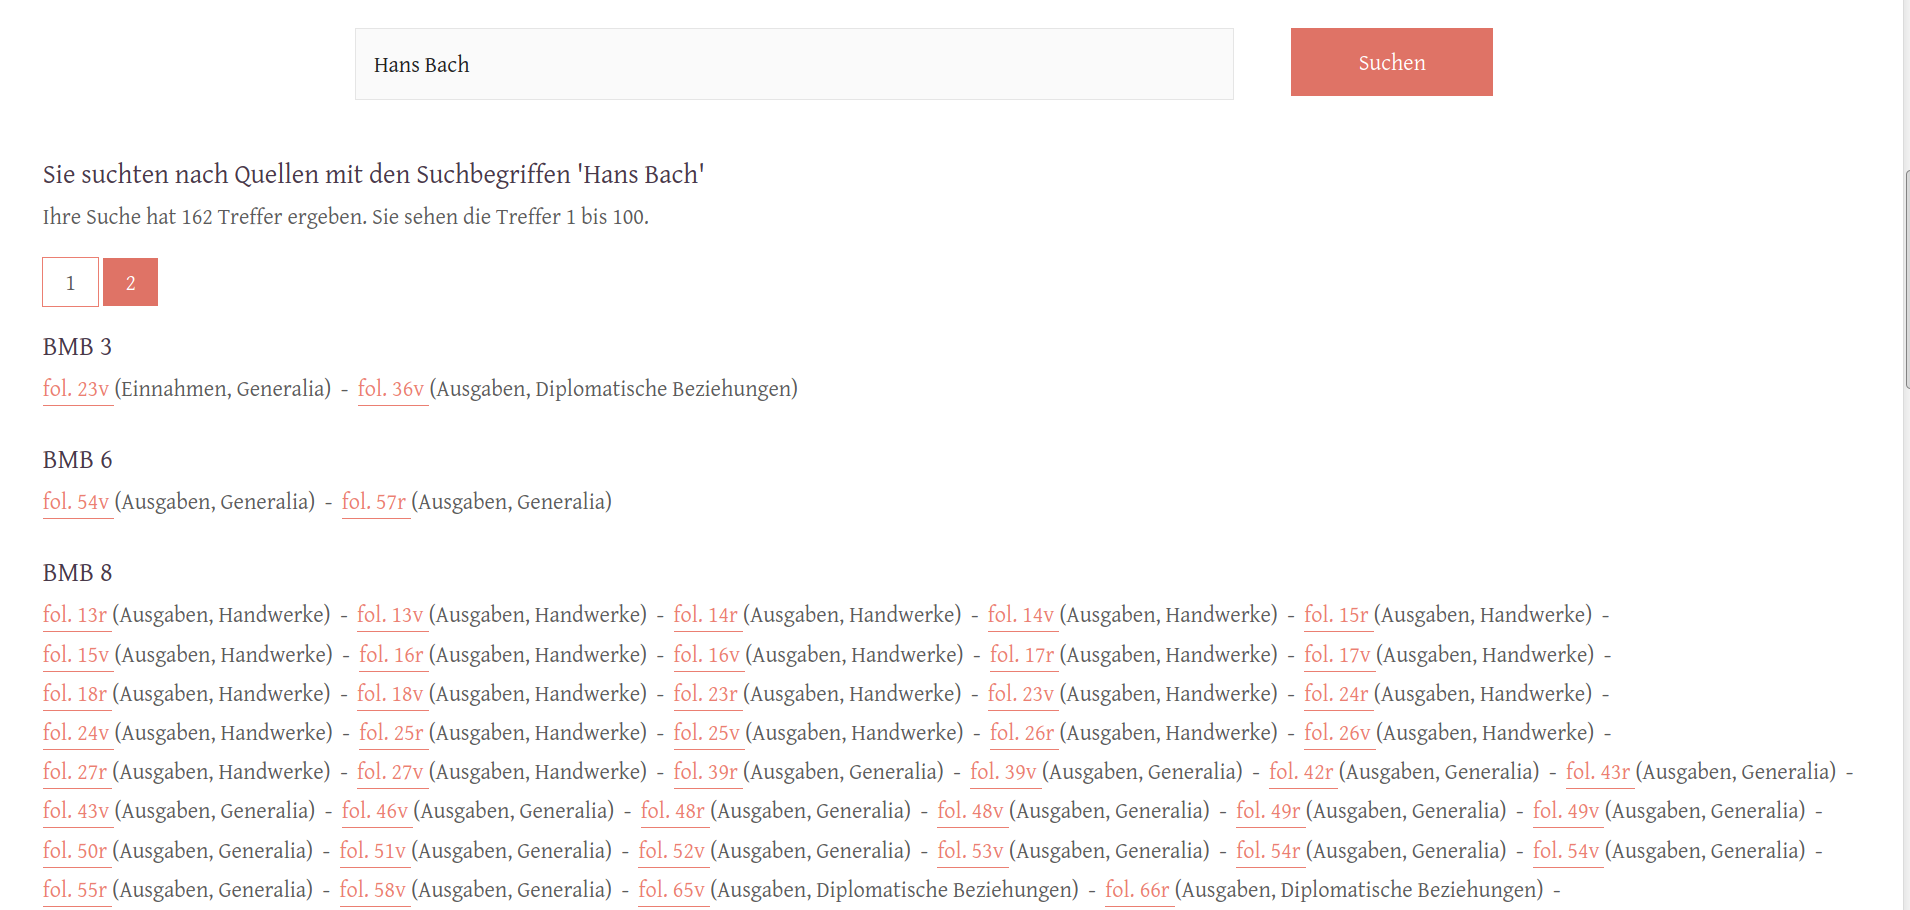 Hans Bach
Suchen
Sie suchten nach Quellen mit den Suchbegriffen 'Hans Bach'
Ihre Suche hat 162 Treffer ergeben. Sie sehen die Treffer 1 bis 100.
1 2
BMB 3
fol. 23v (Einnahmen, Generalia) - fol. 36v (Ausgaben, Diplomatische Beziehungen)
BMB 6
fol. 54v (Ausgaben, Generalia) - fol. 57r (Ausgaben, Generalia)
BMB 8
fol. 13r (Ausgaben, Handwerke) - fol. 13v (Ausgaben, Handwerke) - fol. 14r (Ausgaben, Handwerke) - fol. 14v (Ausgaben, Handwerke) - fol. 15r (Ausgaben, Handwerke) -
fol. 15v (Ausgaben, Handwerke) - fol. 16r (Ausgaben, Handwerke) - fol. 16v (Ausgaben, Handwerke) - fol. 17r (Ausgaben, Handwerke) - fol. 17v (Ausgaben, Handwerke) -
fol. 18r (Ausgaben, Handwerke) - fol. 18v (Ausgaben, Handwerke) - fol. 23r (Ausgaben, Handwerke) - fol. 23v (Ausgaben, Handwerke) - fol. 24r (Ausgaben, Handwerke) -
fol. 24v (Ausgaben, Handwerke) - fol. 25r (Ausgaben, Handwerke) - fol. 25v (Ausgaben, Handwerke) - fol. 26r (Ausgaben, Handwerke) - fol. 26v (Ausgaben, Handwerke) -
fol. 27r (Ausgaben, Handwerke) - fol. 27v (Ausgaben, Handwerke) - fol. 39r (Ausgaben, Generalia) - fol. 39v (Ausgaben, Generalia) - fol. 42r (Ausgaben, Generalia) - fol. 43r (Ausgaben, Generalia) -
fol. 43v (Ausgaben, Generalia) - fol. 46v (Ausgaben, Generalia) - fol. 48r (Ausgaben, Generalia) - fol. 48v (Ausgaben, Generalia) - fol. 49r (Ausgaben, Generalia) - fol. 49v (Ausgaben, Generalia) -
fol. 50r (Ausgaben, Generalia) - fol. 51v (Ausgaben, Generalia) - fol. 52v (Ausgaben, Generalia) - fol. 53v (Ausgaben, Generalia) - fol. 54r (Ausgaben, Generalia) - fol. 54v (Ausgaben, Generalia) -
fol. 55r (Ausgaben, Generalia) - fol. 58v (Ausgaben, Generalia) - fol. 65v (Ausgaben, Diplomatische Beziehungen) - fol. 66r (Ausgaben, Diplomatische Beziehungen) -